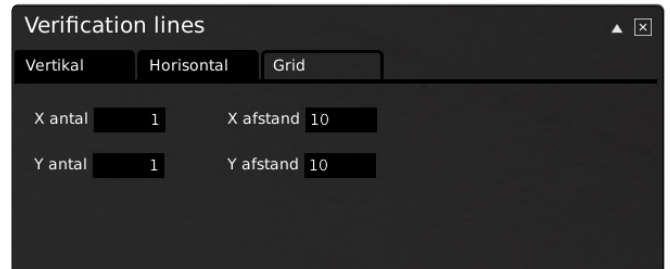 Verification lines
Vertikal Horisontal Grid
X antal 1 X afstand 10
Y antal 1 Y afstand 10